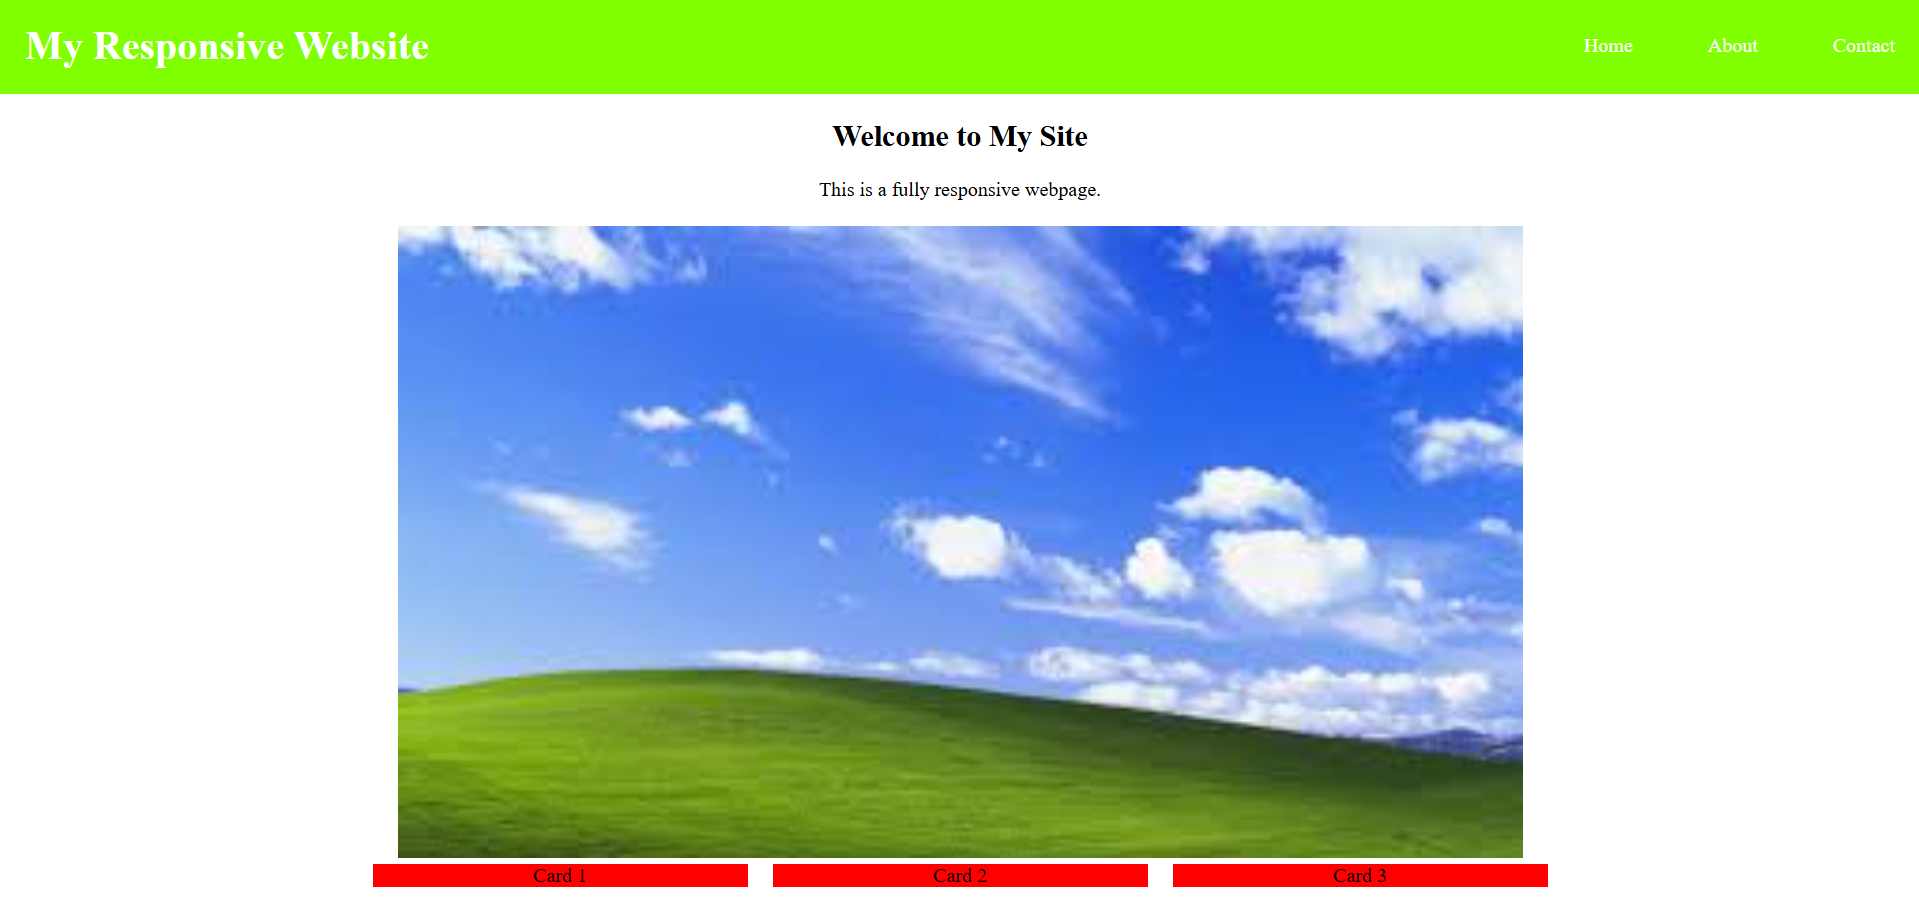 My Responsive Website
Home About Contact
Welcome to My Site
This is a fully responsive webpage.
Card 1 Card 2 Card 3